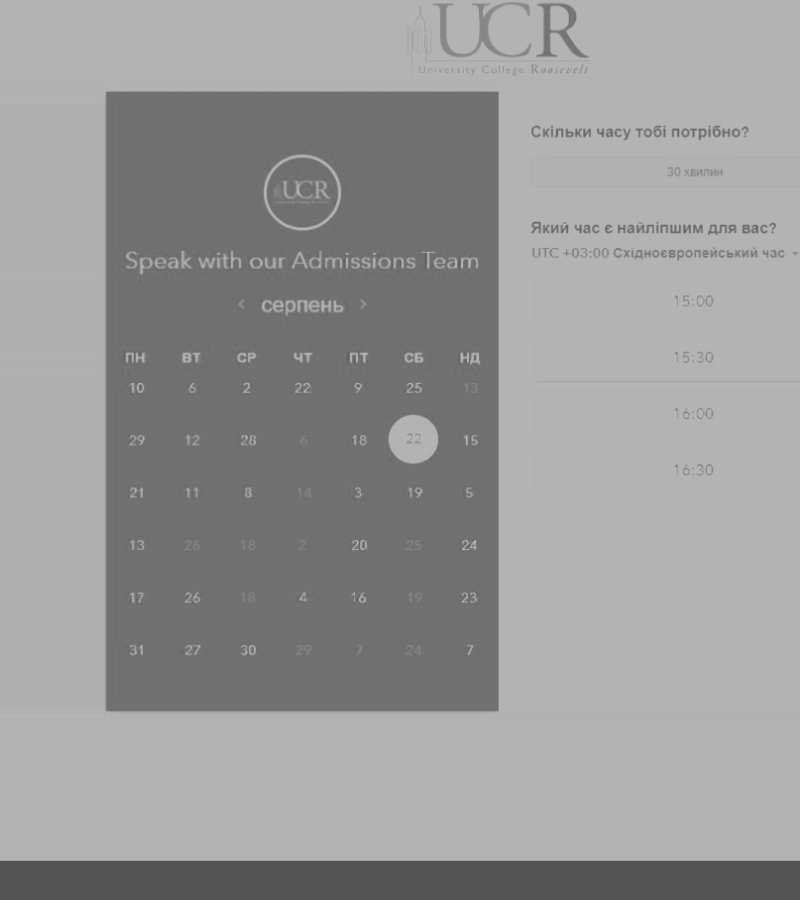 UCR
University College Roosevelt
UCR
Speak with our Admissions Team
‹ серпень ›
ПН ВТ СР ЧТ ПТ СБ НД
10 6 2 22 9 25 13
29 12 28 6 18 22 15
21 11 8 14 3 19 5
13 26 18 2 20 25 24
17 26 18 4 16 19 23
31 27 30 29 7 24 7
Скільки часу тобі потрібно?
30 хвилин
Який час є найліпшим для вас?
UTC +03:00 Східноєвропейський час
15:00
15:30
16:00
16:30